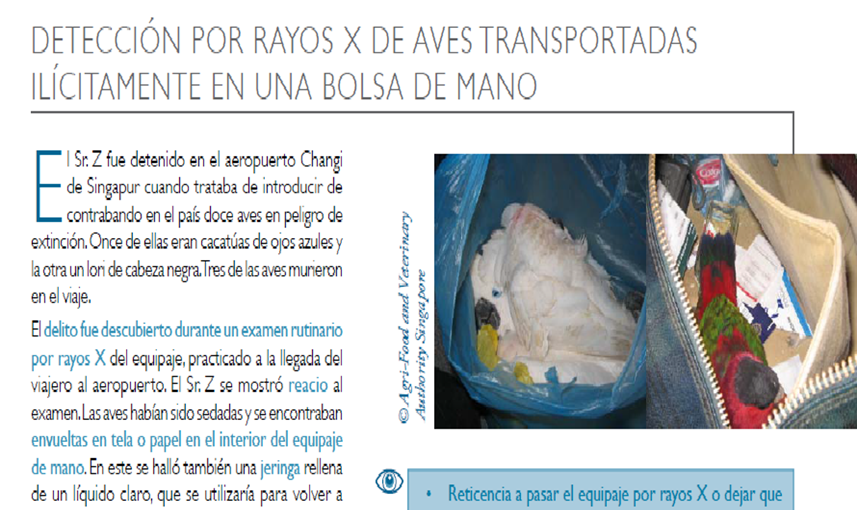 DETECCIÓN POR RAYOS X DE AVES TRANSPORTADAS
ILÍCITAMENTE EN UNA BOLSA DE MANO
El Sr. Z fue detenido en el aeropuerto Changi
de Singapur cuando trataba de introducir de
contrabando en el país doce aves en peligro de
extinción. Once de ellas eran cacatúas de ojos azules y
la otra un lori de cabeza negra. Tres de las aves murieron
en el viaje.
El delito fue descubierto durante un examen rutinario
por rayos X del equipaje, practicado a la llegada del
viajero al aeropuerto. El Sr. Z se mostró reacio al
examen. Las aves habían sido sedadas y se encontraban
envueltas en tela o papel en el interior del equipaje
de mano. En este se halló también una jeringa rellena
de un líquido claro, que se utilizaría para volver a
© Agri-Food and Veterinary
Authority Singapore
• Reticencia a pasar el equipaje por rayos X o dejar que